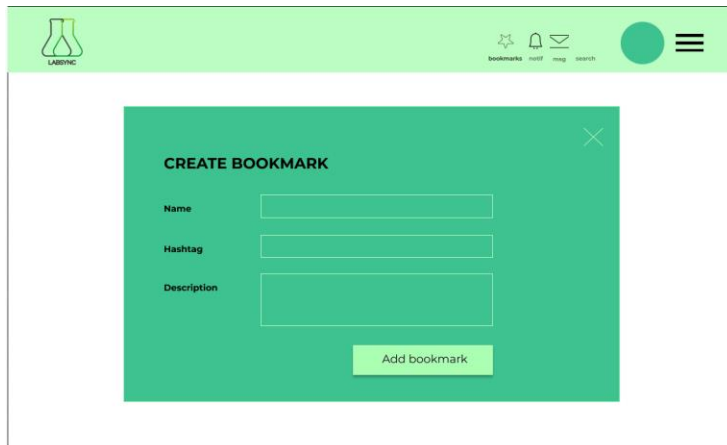 LABSYNC
bookmarks notif msg search
CREATE BOOKMARK
Name
Hashtag
Description
Add bookmark